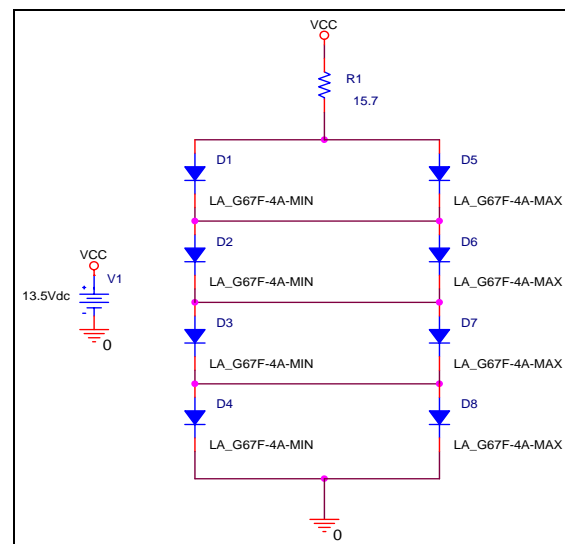 VCC
R1
15.7
D1
D5
LA_G67F-4A-MIN
LA_G67F-4A-MAX
D2
D6
VCC
V1
LA_G67F-4A-MIN
LA_G67F-4A-MAX
+
13.5Vdc
-
D3
D7
0
LA_G67F-4A-MIN
LA_G67F-4A-MAX
D4
D8
LA_G67F-4A-MIN
LA_G67F-4A-MAX
0